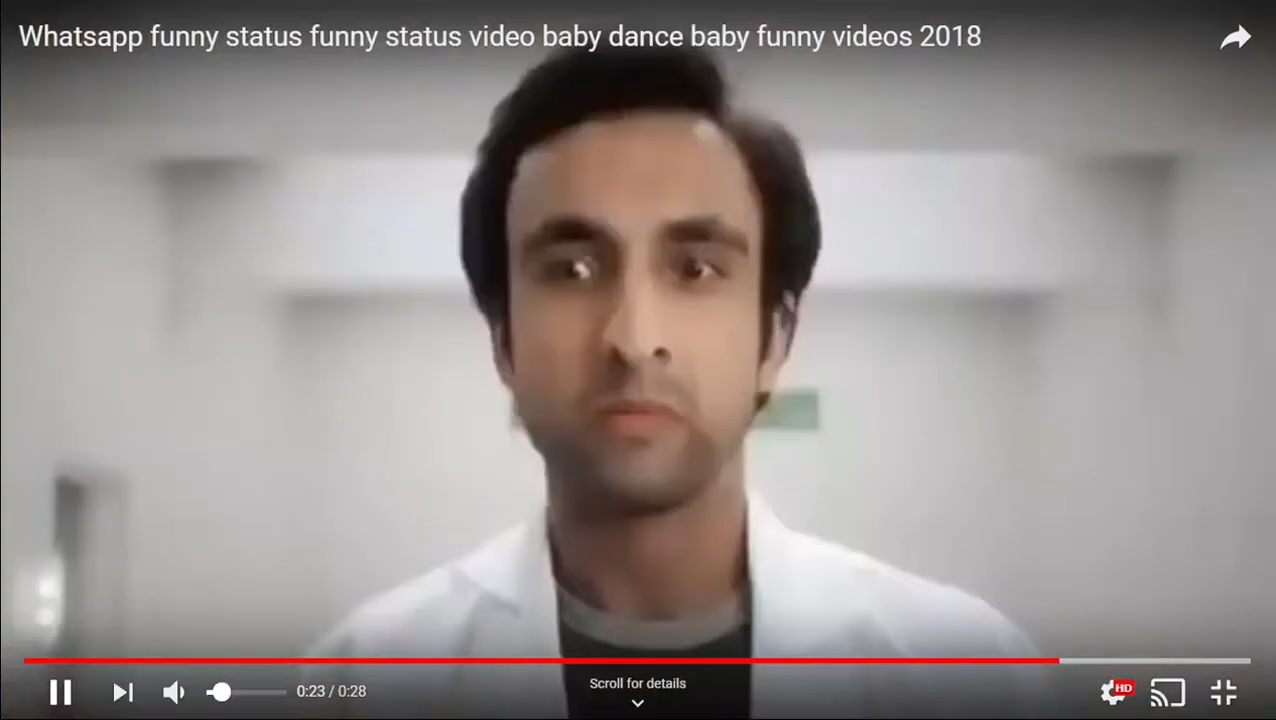 Whatsapp funny status funny status video baby dance baby funny videos 2018
0:23 / 0:28
Scroll for details
HD